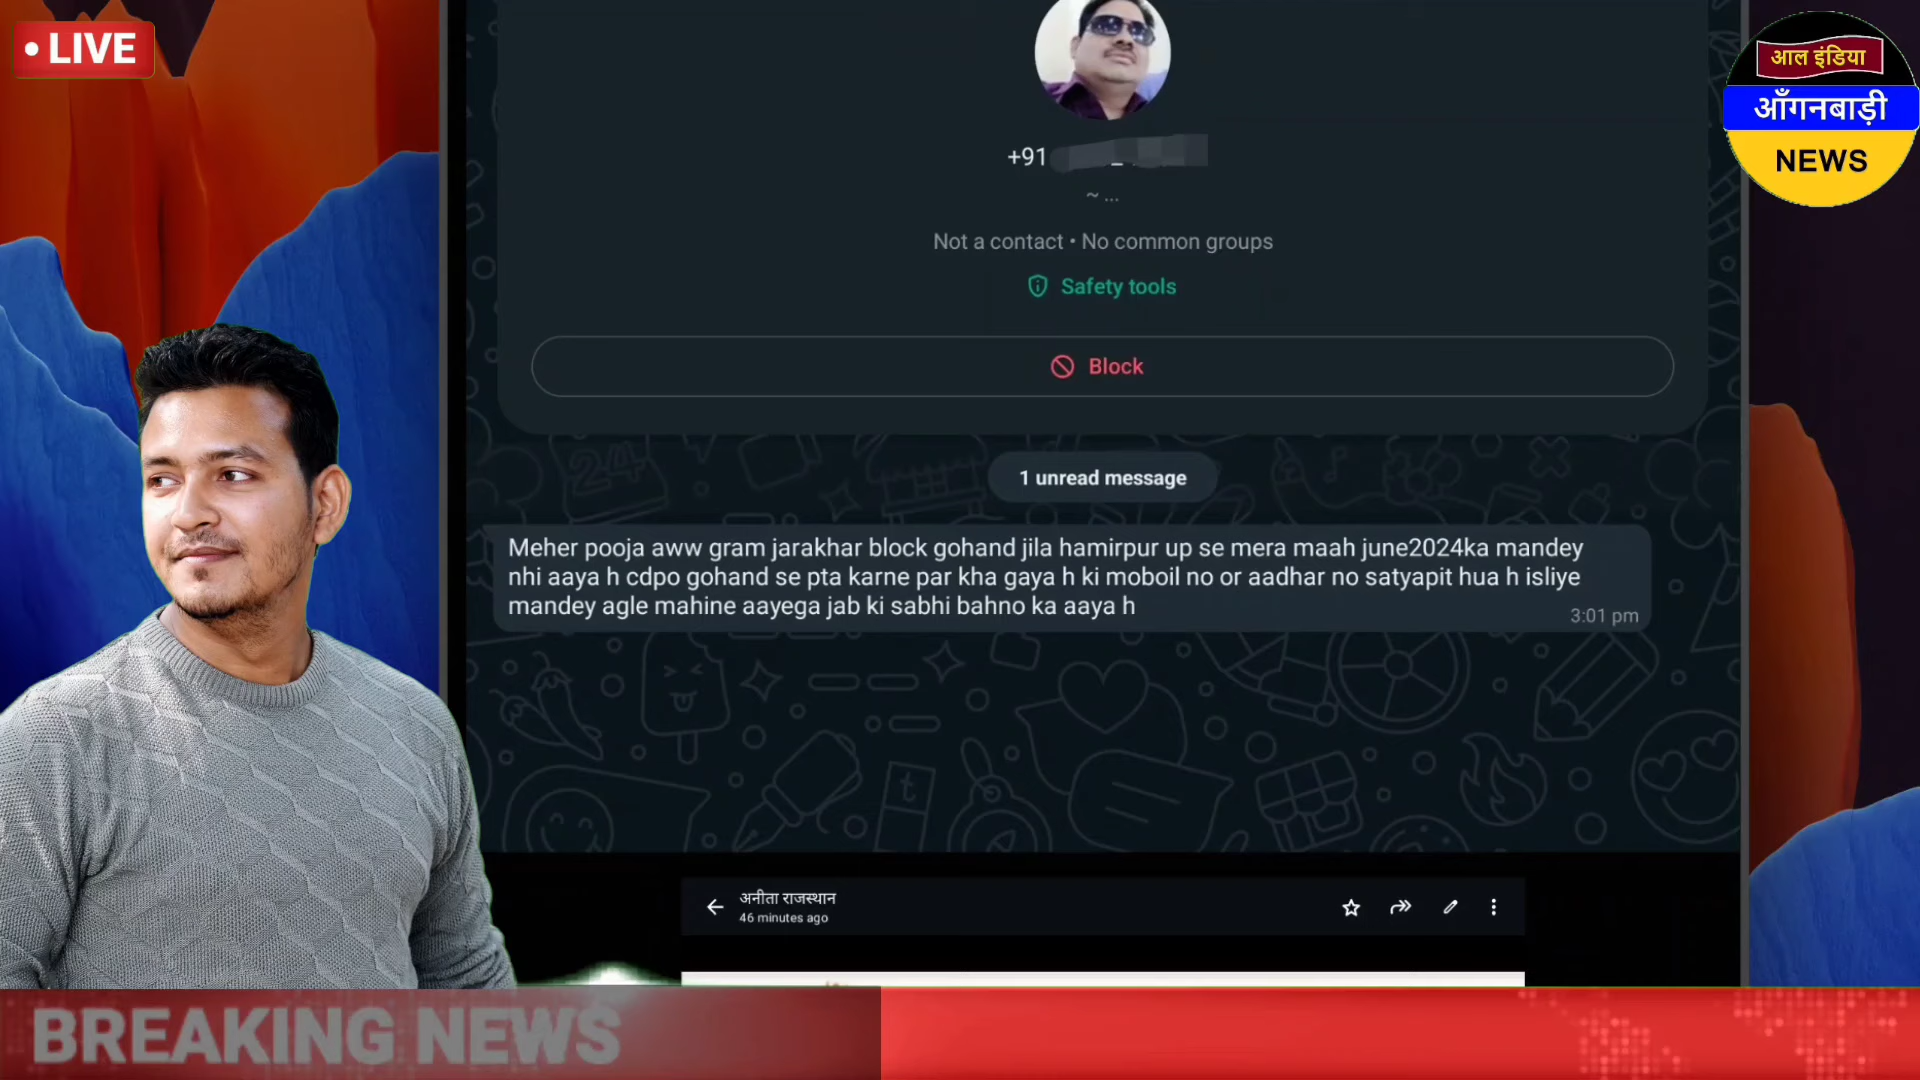 • LIVE
आल इंडिया
आँगनबाड़ी
NEWS
+91
~ ...
Not a contact • No common groups
Safety tools
Block
1 unread message
Meher pooja aww gram jarakhar block gohand jila hamirpur up se mera maah june2024ka mandey
nhi aaya h cdpo gohand se pta karne par kha gaya h ki moboil no or aadhar no satyapit hua h isliye
mandey agle mahine aayega jab ki sabhi bahno ka aaya h
3:01 pm
अनीता राजस्थान
46 minutes ago
BREAKING NEWS